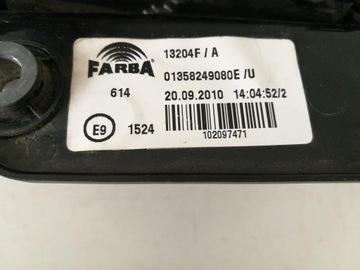 FARBA
13204F / A
01358249080E /U
614
20.09.2010 14:04:52/2
E9 1524
102097471